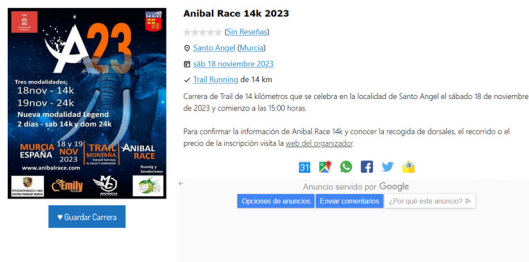 A23
Tres modalidades:
18nov - 14k
19nov - 24k
Nueva modalidad Legend
2 días - sab 14k y dom 24k
MURCIA
ESPAÑA
18 y 19
NOV
2023
TRAIL
MONTAÑA
ANIBAL
RACE
www.anibalrace.com
Running y
Senderismo
PORSCHE
Emily
♥ Guardar Carrera
Anibal Race 14k 2023
(Sin Reseñas)
Santo Angel (Murcia)
sáb 18 noviembre 2023
Trail Running de 14 km
Carrera de Trail de 14 kilómetros que se celebra en la localidad de Santo Angel el sábado 18 de noviembre
de 2023 y comienzo a las 15:00 horas.
Para confirmar la información de Anibal Race 14k y conocer la recogida de dorsales, el recorrido o el
precio de la inscripción visita la web del organizador.
31
Anuncio servido por Google
Opciones de anuncios
Enviar comentarios
¿Por qué este anuncio?